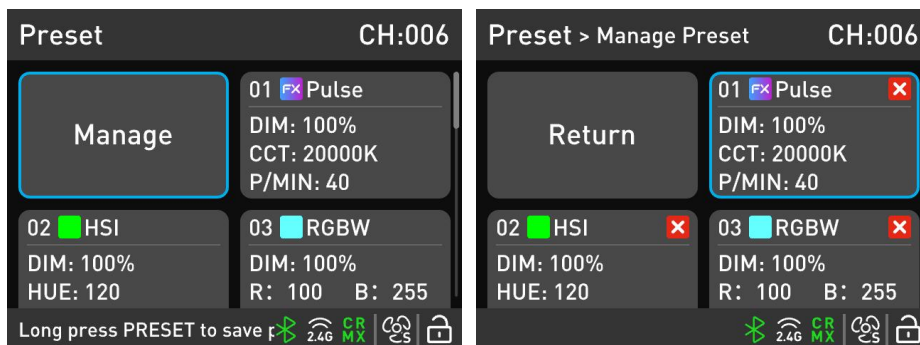 Preset CH:006
Manage
01 FX Pulse
DIM: 100%
CCT: 20000K
P/MIN: 40
02 HSI
DIM: 100%
HUE: 120
03 RGBW
DIM: 100%
R: 100 B: 255
Long press PRESET to save p
2.4G
CR
MX
S
Preset > Manage Preset CH:006
Return
01 FX Pulse
DIM: 100%
CCT: 20000K
P/MIN: 40
02 HSI
DIM: 100%
HUE: 120
03 RGBW
DIM: 100%
R: 100 B: 255
2.4G
CR
MX
S